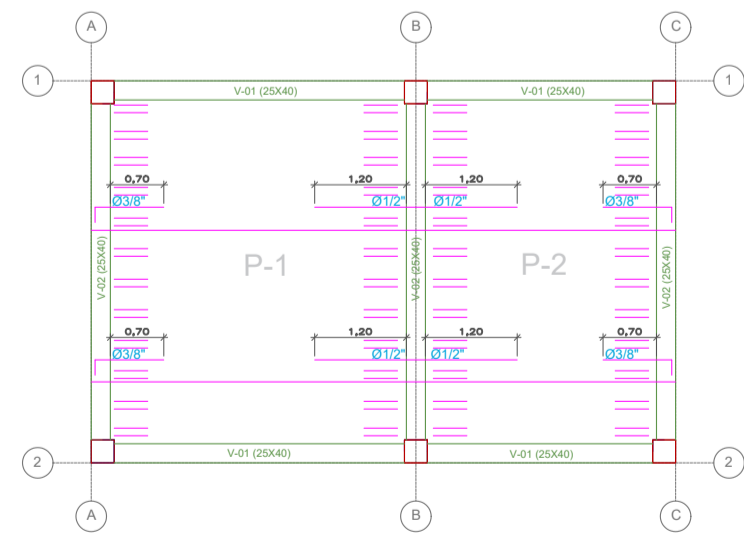 A B C
1 1
V-01 (25X40) V-01 (25X40)
0,70 1,20 1,20 0,70
Ø3/8" Ø1/2" Ø1/2" Ø3/8"
V-02 (25X40) P-1 V-02 (25X40) P-2 V-02 (25X40)
0,70 1,20 1,20 0,70
Ø3/8" Ø1/2" Ø1/2" Ø3/8"
V-01 (25X40) V-01 (25X40)
2 2
A B C